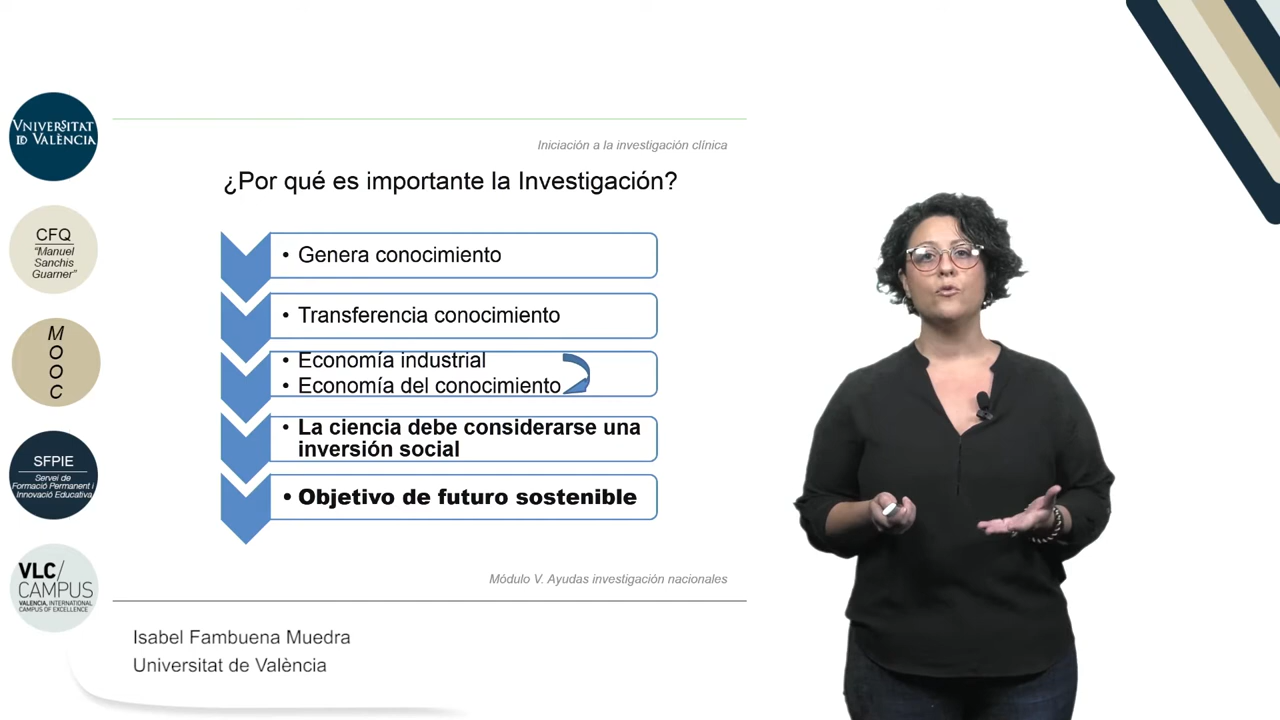 VNIVERSITAT
ID VALÈNCIA
CFQ
"Manuel
Sanchis
Guarner"
M
O
O
C
SFPIE
Servei de
Formació Permanent i
Innovació Educativa
VLC/
CAMPUS
VALENCIA, INTERNATIONAL
CAMPUS OF EXCELLENCE
Iniciación a la investigación clínica
¿Por qué es importante la Investigación?
• Genera conocimiento
• Transferencia conocimiento
• Economía industrial
• Economía del conocimiento
• La ciencia debe considerarse una
inversión social
• Objetivo de futuro sostenible
Módulo V. Ayudas investigación nacionales
Isabel Fambuena Muedra
Universitat de València